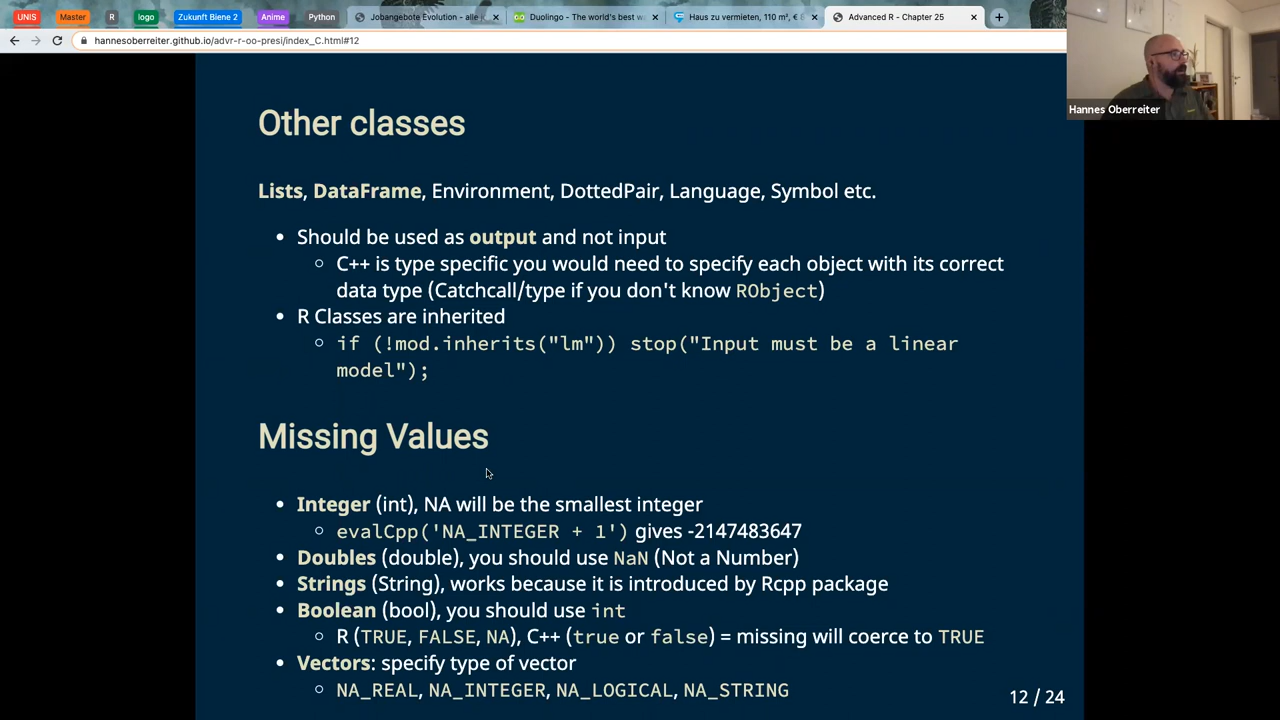 UNIS Master R logo Zukunft Biene 2 Anime Python Jobangebote Evolution - alle Duolingo - The world's best w Haus zu vermieten, 110 m², € 8 Advanced R - Chapter 25
hannesoberreiter.github.io/advr-r-oo-presi/index_C.html#12
Hannes Oberreiter
Other classes
Lists, DataFrame, Environment, DottedPair, Language, Symbol etc.
Should be used as output and not input
C++ is type specific you would need to specify each object with its correct
data type (Catchcall/type if you don't know RObject)
R Classes are inherited
if (!mod.inherits("lm")) stop("Input must be a linear
model");
Missing Values
Integer (int), NA will be the smallest integer
evalCpp('NA_INTEGER + 1') gives -2147483647
Doubles (double), you should use NaN (Not a Number)
Strings (String), works because it is introduced by Rcpp package
Boolean (bool), you should use int
R (TRUE, FALSE, NA), C++ (true or false) = missing will coerce to TRUE
Vectors: specify type of vector
NA_REAL, NA_INTEGER, NA_LOGICAL, NA_STRING
12 / 24